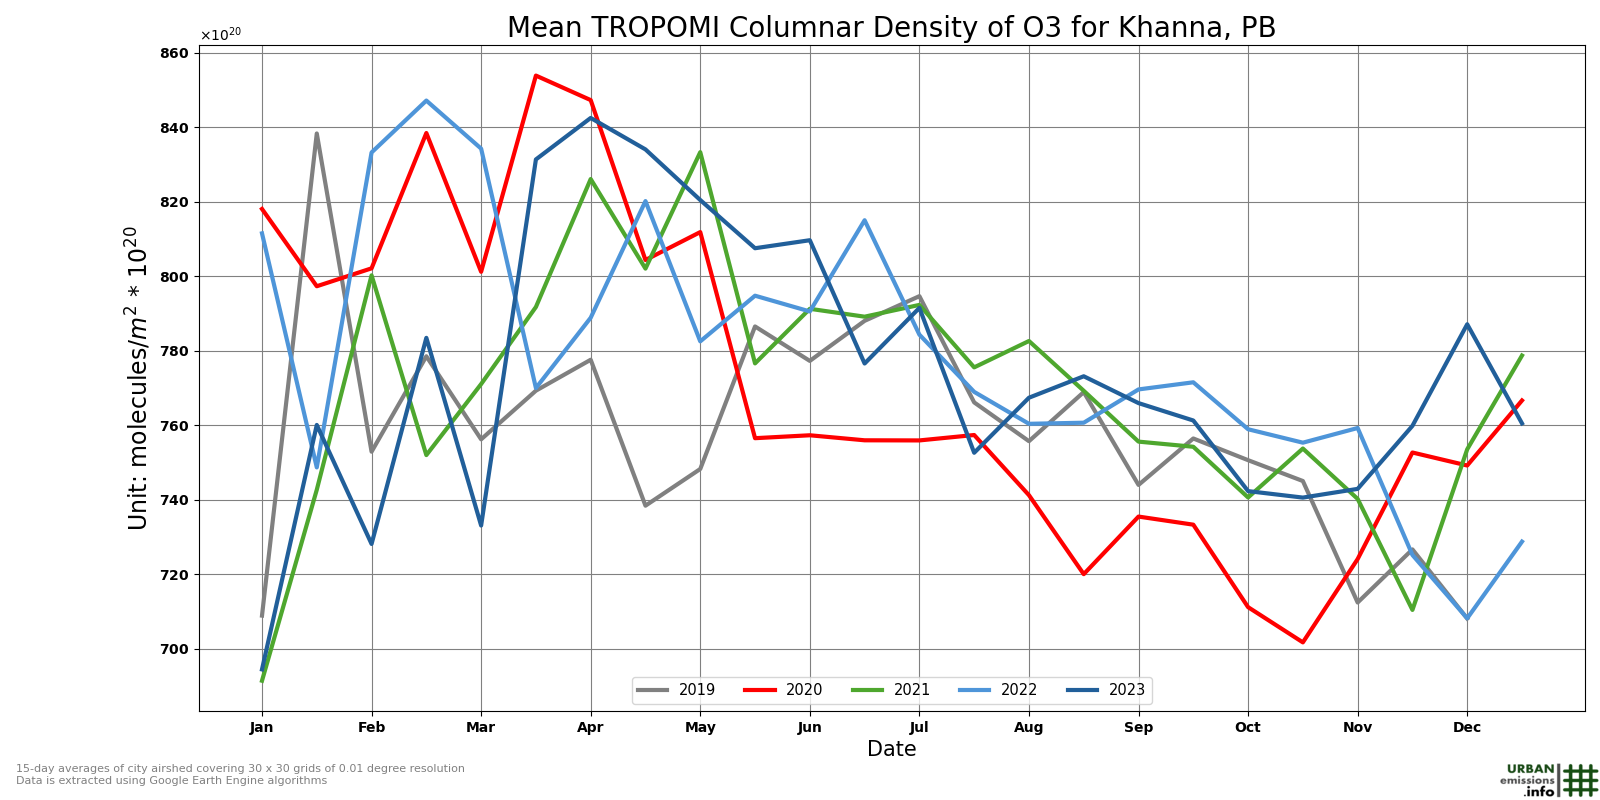 Mean TROPOMI Columnar Density of O3 for Khanna, PB
×10²⁰
860
840
820
800
780
760
740
720
700
Unit: molecules/m² * 10²⁰
2019 2020 2021 2022 2023
Jan Feb Mar Apr May Jun Jul Aug Sep Oct Nov Dec
Date
15-day averages of city airshed covering 30 x 30 grids of 0.01 degree resolution
Data is extracted using Google Earth Engine algorithms
URBAN
emissions
.info